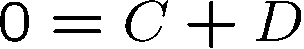 0 = C + D